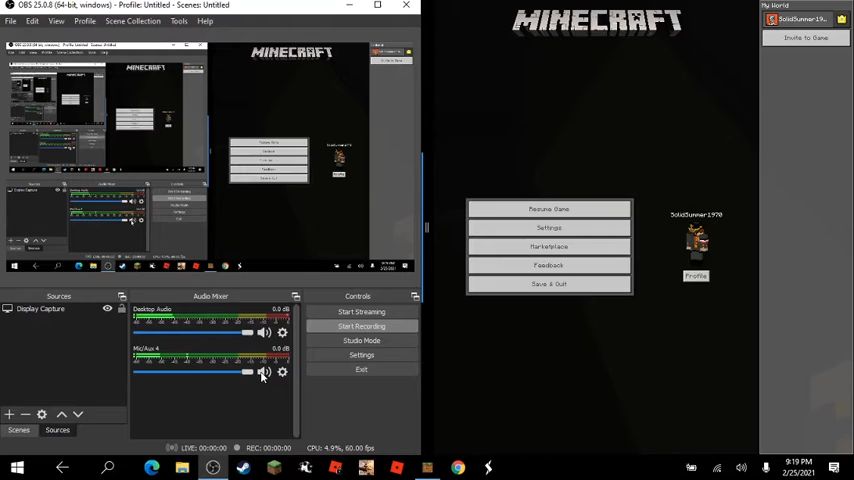 OBS 25.0.8 (64-bit, windows) - Profile: Untitled - Scenes: Untitled
File Edit View Profile Scene Collection Tools Help
MINECRAFT
Sources
Display Capture
Scenes Sources
Audio Mixer
Desktop Audio 0.0 dB
Mic/Aux 4 0.0 dB
Controls
Start Streaming
Start Recording
Studio Mode
Settings
Exit
LIVE: 00:00:00 REC: 00:00:00 CPU: 4.9%, 60.00 fps
MINECRAFT
Resume Game
Settings
Marketplace
Feedback
Save & Quit
SolidSummer1970
Profile
My World
SolidSummer19...
Invite to Game
9:19 PM
2/25/2021